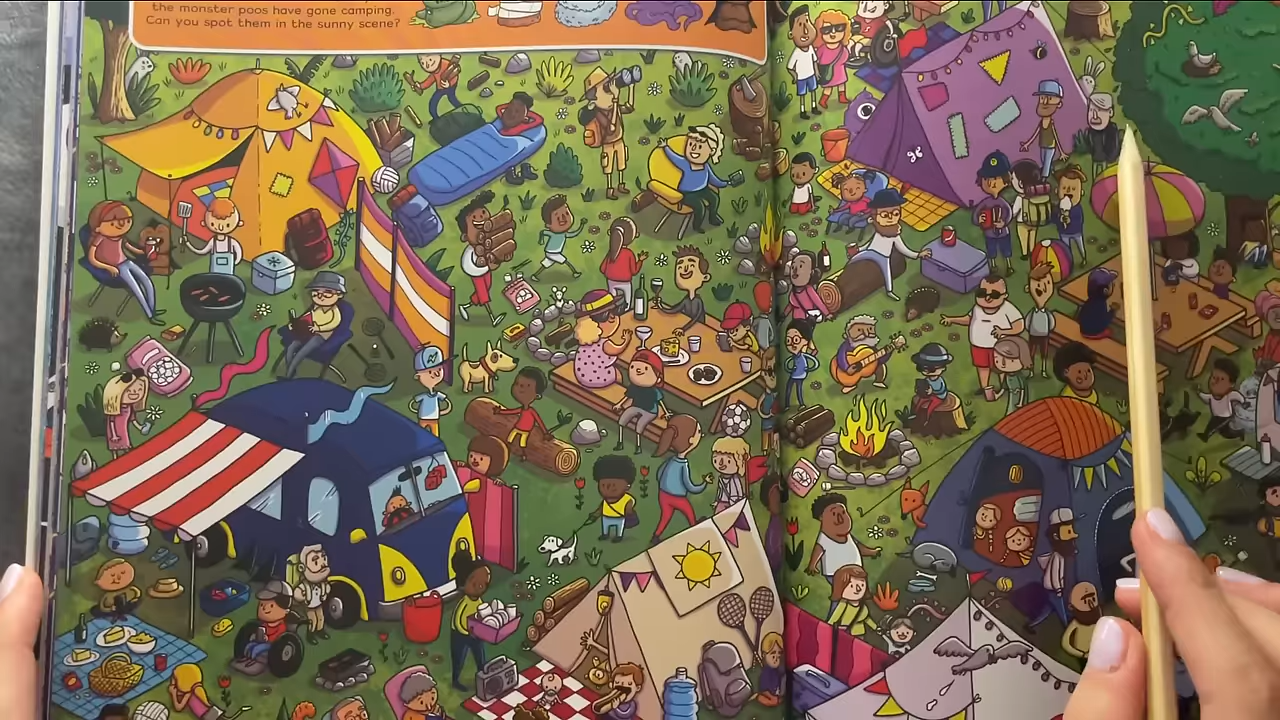 the monster poos have gone camping.
Can you spot them in the sunny scene?